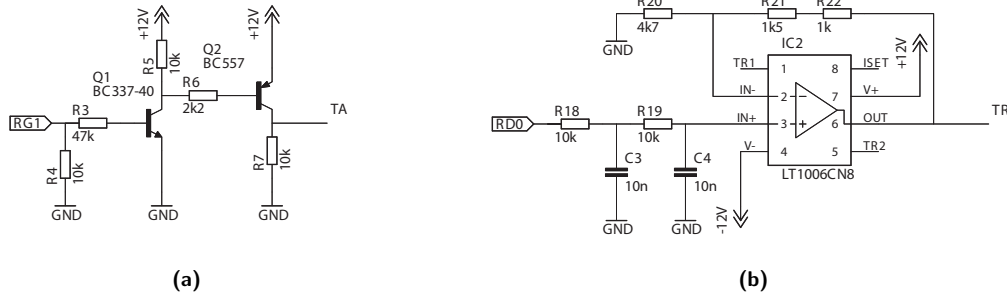 +12V
R5
10k
+12V
Q2
BC557
Q1
BC337-40
R6
2k2
RG1
R3
47k
TA
R4
10k
R7
10k
GND
GND
GND
(a)
R20
4k7
GND
R21
1k5
R22
1k
IC2
+12V
TR1
1
8
ISET
IN-
2
7
V+
RD0
R18
10k
R19
10k
IN+
3
6
OUT
V-
4
5
TR2
LT1006CN8
C3
10n
C4
10n
-12V
GND
GND
(b)